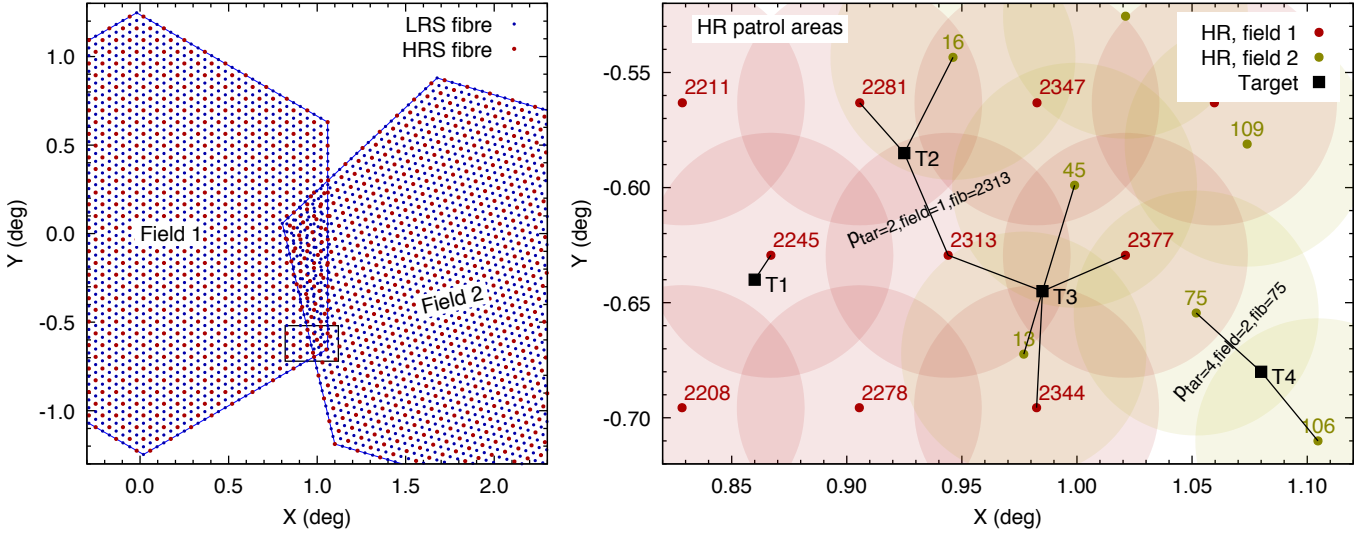 LRS fibre
HRS fibre
Field 1
Field 2
1.0
0.5
0.0
-0.5
-1.0
Y (deg)
0.0
0.5
1.0
1.5
2.0
X (deg)
HR patrol areas
HR, field 1
HR, field 2
Target
16
2211
2281
2347
109
T2
45
p_tar=2,field=1,fib=2313
2245
2313
2377
T1
T3
75
p_tar=4,field=2,fib=75
13
T4
2208
2278
2344
106
-0.55
-0.60
-0.65
-0.70
Y (deg)
0.85
0.90
0.95
1.00
1.05
1.10
X (deg)